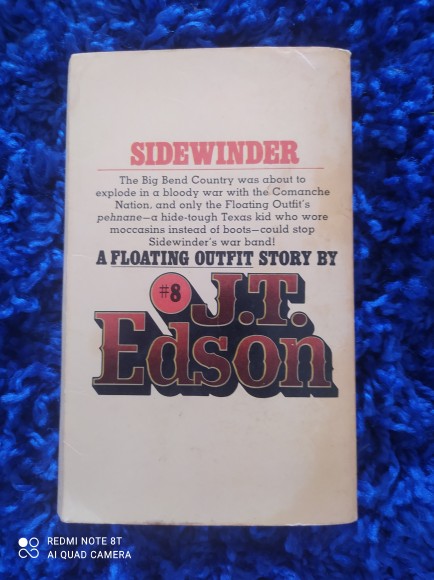 SIDEWINDER
The Big Bend Country was about to
explode in a bloody war with the Comanche
Nation, and only the Floating Outfit's
pehnane—a hide-tough Texas kid who wore
moccasins instead of boots—could stop
Sidewinder's war band!
A FLOATING OUTFIT STORY BY
#8 J.T.
Edson
REDMI NOTE 8T
AI QUAD CAMERA